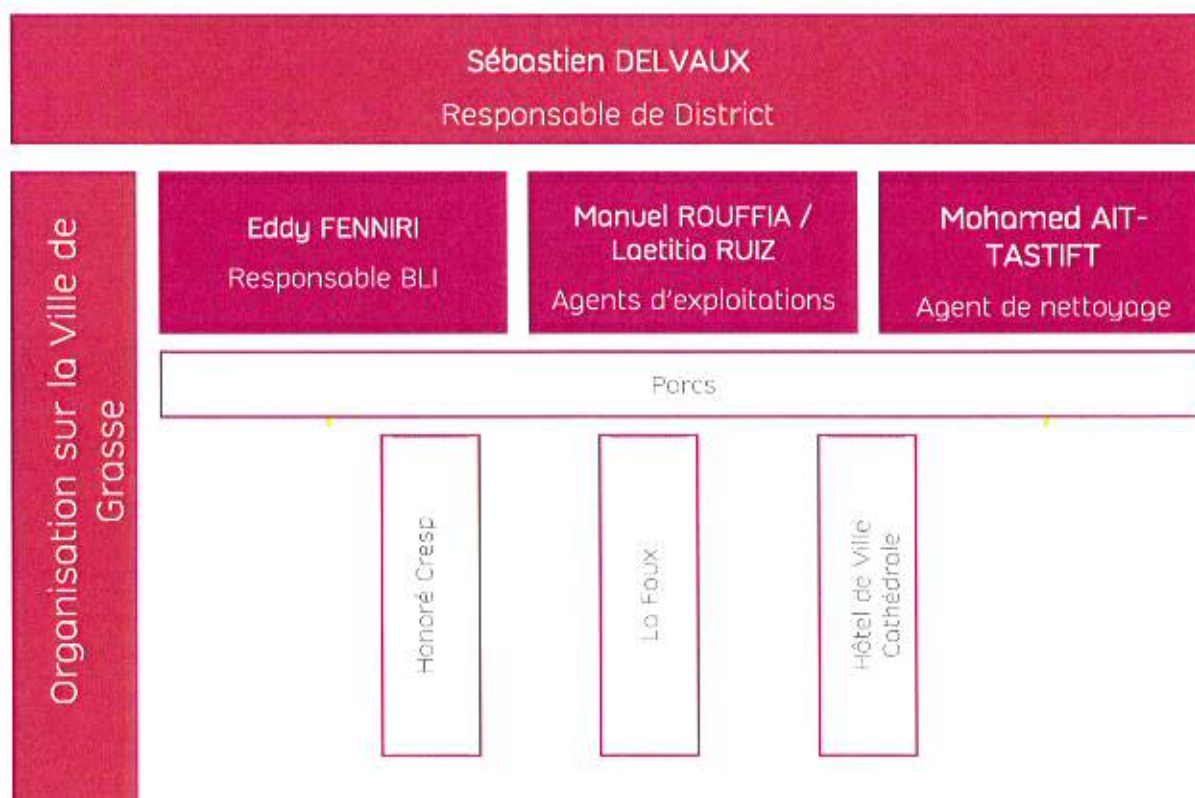 Sébastien DELVAUX
Responsable de District
Organisation sur la Ville de
Grasse
Eddy FENNIRI
Responsable BLI
Manuel ROUFFIA /
Laetitia RUIZ
Agents d'exploitations
Mohamed AIT-
TASTIFT
Agent de nettoyage
Parcs
Honoré Cresp
La Foux
Hôtel de Ville
Cathédrale